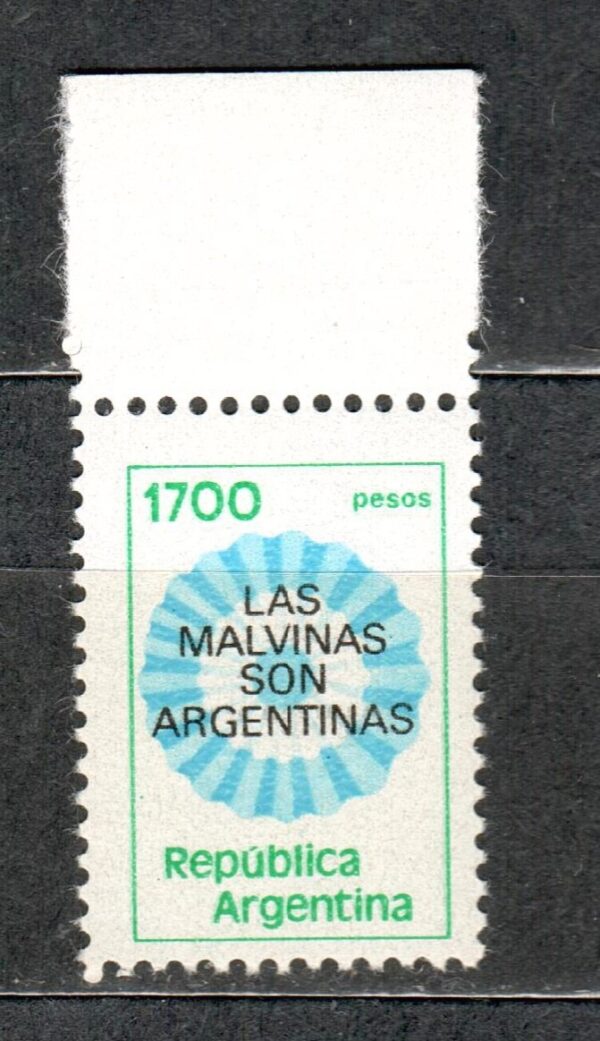 1700 pesos
LAS
MALVINAS
SON
ARGENTINAS
República
Argentina